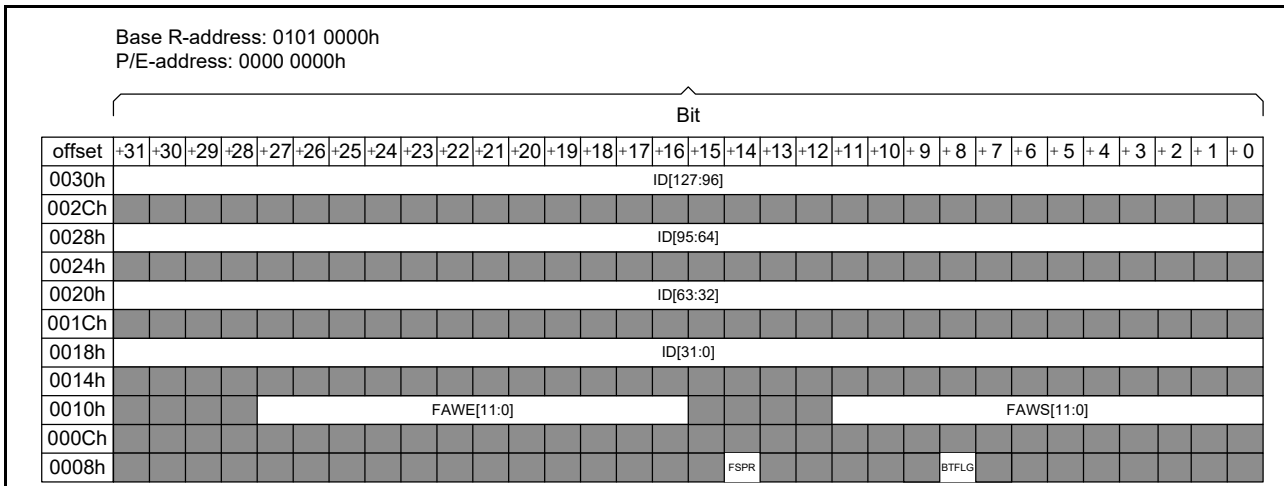 Base R-address: 0101 0000h
P/E-address: 0000 0000h
Bit
offset +31 +30 +29 +28 +27 +26 +25 +24 +23 +22 +21 +20 +19 +18 +17 +16 +15 +14 +13 +12 +11 +10 + 9 + 8 + 7 +6 + 5 + 4 + 3 + 2 + 1 + 0
0030h ID[127:96]
002Ch
0028h ID[95:64]
0024h
0020h ID[63:32]
001Ch
0018h ID[31:0]
0014h
0010h FAWE[11:0] FAWS[11:0]
000Ch
0008h FSPR BTFLG